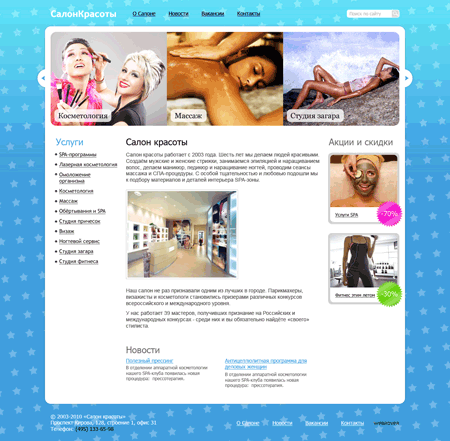 СалонКрасоты
О Салоне Новости Вакансии Контакты
Поиск по сайту
Косметология
Массаж
Студия загара
Услуги
SPA-программы
Лазерная косметология
Омоложение
организма
Косметология
Массаж
Обёртывания и SPA
Студия причесок
Визаж
Ногтевой сервис
Студия загара
Студия фитнеса
Салон красоты
Салон красоты работает с 2003 года. Шесть лет мы делаем людей красивыми.
Создаём мужские и женские стрижки, занимаемся эпиляцией и наращиванием
волос, делаем маникюр, педикюр и наращивание ногтей, проводим сеансы
массажа и СПА-процедуры. С особой тщательностью и любовью подошли мы
к подбору материалов и деталей интерьера SPA-зоны.
Наш салон не раз признавали одним из лучших в городе. Парикмахеры,
визажисты и косметологи становились призерами различных конкурсов
всероссийского и международного уровня.
У нас работает 39 мастеров, получивших признание на Российских и
международных конкурсах - среди них и вы обязательно найдёте «своего»
стилиста.
Новости
Полезный прессинг
В отделении аппаратной косметологии
нашего SPA-клуба появилась новая
процедура: прессотерапия.
Антицеллюлитная программа для
деловых женщин
В отделении аппаратной косметологии
нашего SPA-клуба появилась новая
процедура: прессотерапия.
Акции и скидки
Услуги SPA
-70%
Фитнес этим летом
-30%
© 2003-2010 «Салон красоты»
Проспект Кирова, 128, строение 1, офис 31
Телефон: (495) 133-65-98
О Салоне Новости Вакансии Контакты